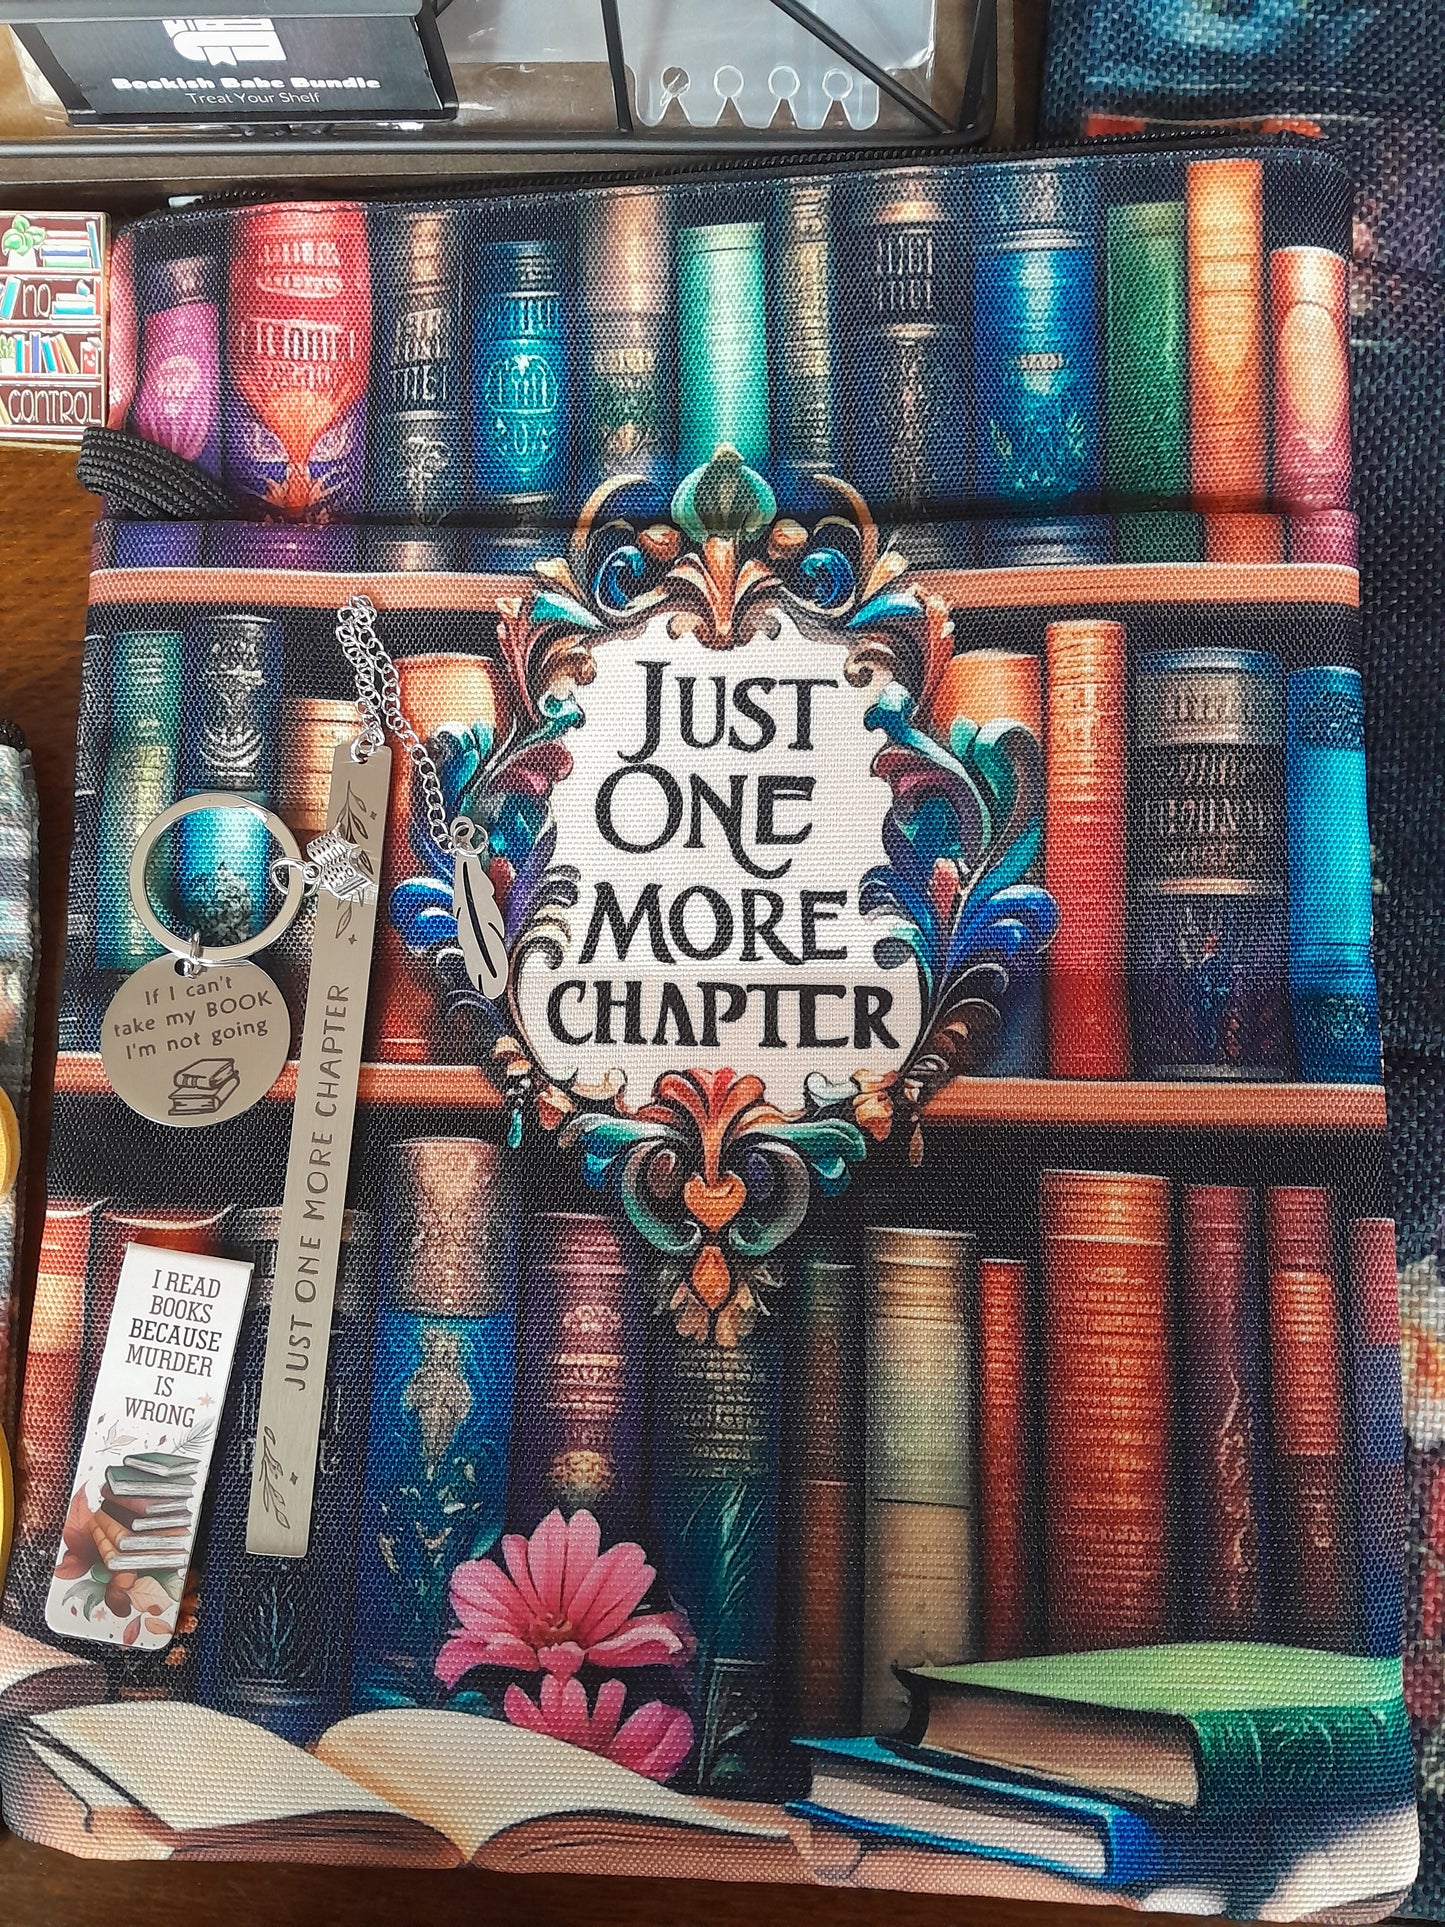 Bookish Babe Bundle
Treat Your Shelf
no
CONTROL
JUST
ONE
MORE
CHAPTER
If I can't
take my BOOK
I'm not going
JUST ONE MORE CHAPTER
I READ
BOOKS
BECAUSE
MURDER
IS
WRONG